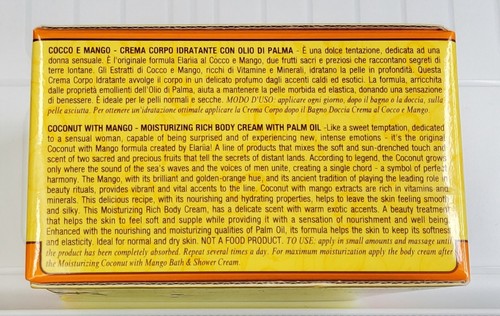 COCCO E MANGO - CREMA CORPO IDRATANTE CON OLIO DI PALMA - È una dolce tentazione, dedicata ad una
donna sensuale. È l'originale formula Elariia al Cocco e Mango, due frutti sacri e preziosi che raccontano segreti di
terre lontane. Gli Estratti di Cocco e Mango, ricchi di Vitamine e Minerali, idratano la pelle in profondità. Questa
Crema Corpo Idratante avvolge in un delicato profumo dagli accenti caldi ed esotici. La formula, arricchita dalla
proprietà emollienti dell'Olio di Palma, aiuta a mantenere la pelle morbida ed elastica, donando una sensazione
di benessere. È ideale per le pelli normali e secche. MODO D'USO: applicare ogni giorno, dopo il bagno o la doccia, sulla
pelle asciutta. Per ottenere un'idratazione ottimale applicare la Crema Corpo dopo il Bagno Doccia Crema al Cocco e Mango.
COCONUT WITH MANGO - MOISTURIZING RICH BODY CREAM WITH PALM OIL -Like a sweet temptation, dedicated
to a sensual woman, capable of being surprised and of experiencing new, intense emotions - it's the original
Coconut with Mango formula created by Elariia! A line of products that mixes the soft and sun-drenched touch and
scent of two sacred and precious fruits that tell the secrets of distant lands. According to legend, the Coconut grows
only where the sound of the sea's waves and the voices of men unite, creating a single chord - a symbol of perfect
harmony. The Mango, with its brilliant and golden-orange hue, and its ancient tradition of playing the leading role in
beauty rituals, provides vibrant and vital accents to the line. Coconut with mango extracts are rich in vitamins and
minerals. This delicate recipe, with its nourishing and hydrating properties, helps to leave the skin feeling smooth
and silky. This Moisturizing Rich Body Cream, has a delicate scent with warm exotic accents. A beauty treatment
that helps the skin to feel soft and supple while providing it with a sensation of nourishment and well being.
Enhanced with the nourishing and moisturizing qualities of Palm Oil, its formula helps the skin to keep its softness
and elasticity. Ideal for normal and dry skin. NOT A FOOD PRODUCT. TO USE: apply in small amounts and massage until
the product has been completely absorbed. Repeat several times a day. For maximum moisturization apply the body cream after
the Moisturizing Coconut with Mango Bath & Shower Cream.